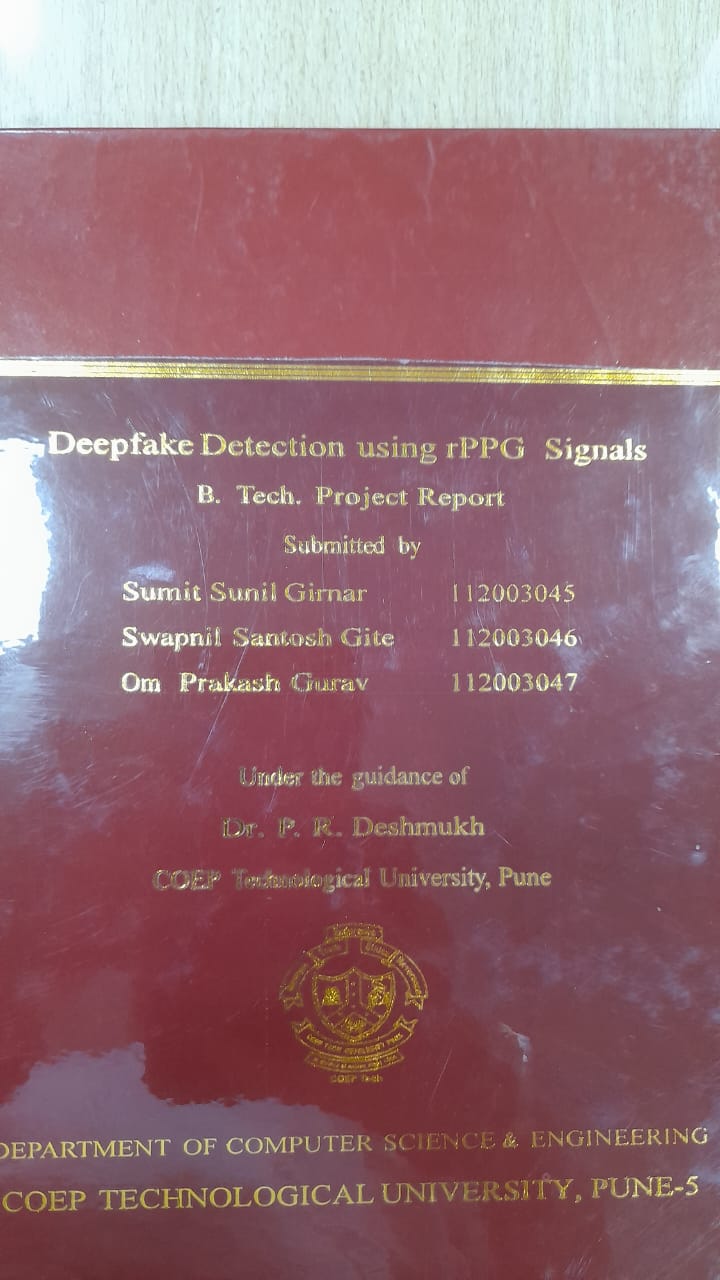 Deepfake Detection using rPPG Signals
B. Tech. Project Report
Submitted by
Sumit Sunil Girnar 112003045
Swapnil Santosh Gite 112003046
Om Prakash Gurav 112003047
Under the guidance of
Dr. P. R. Deshmukh
COEP Technological University, Pune
COEP Tech
DEPARTMENT OF COMPUTER SCIENCE & ENGINEERING
COEP TECHNOLOGICAL UNIVERSITY, PUNE-5